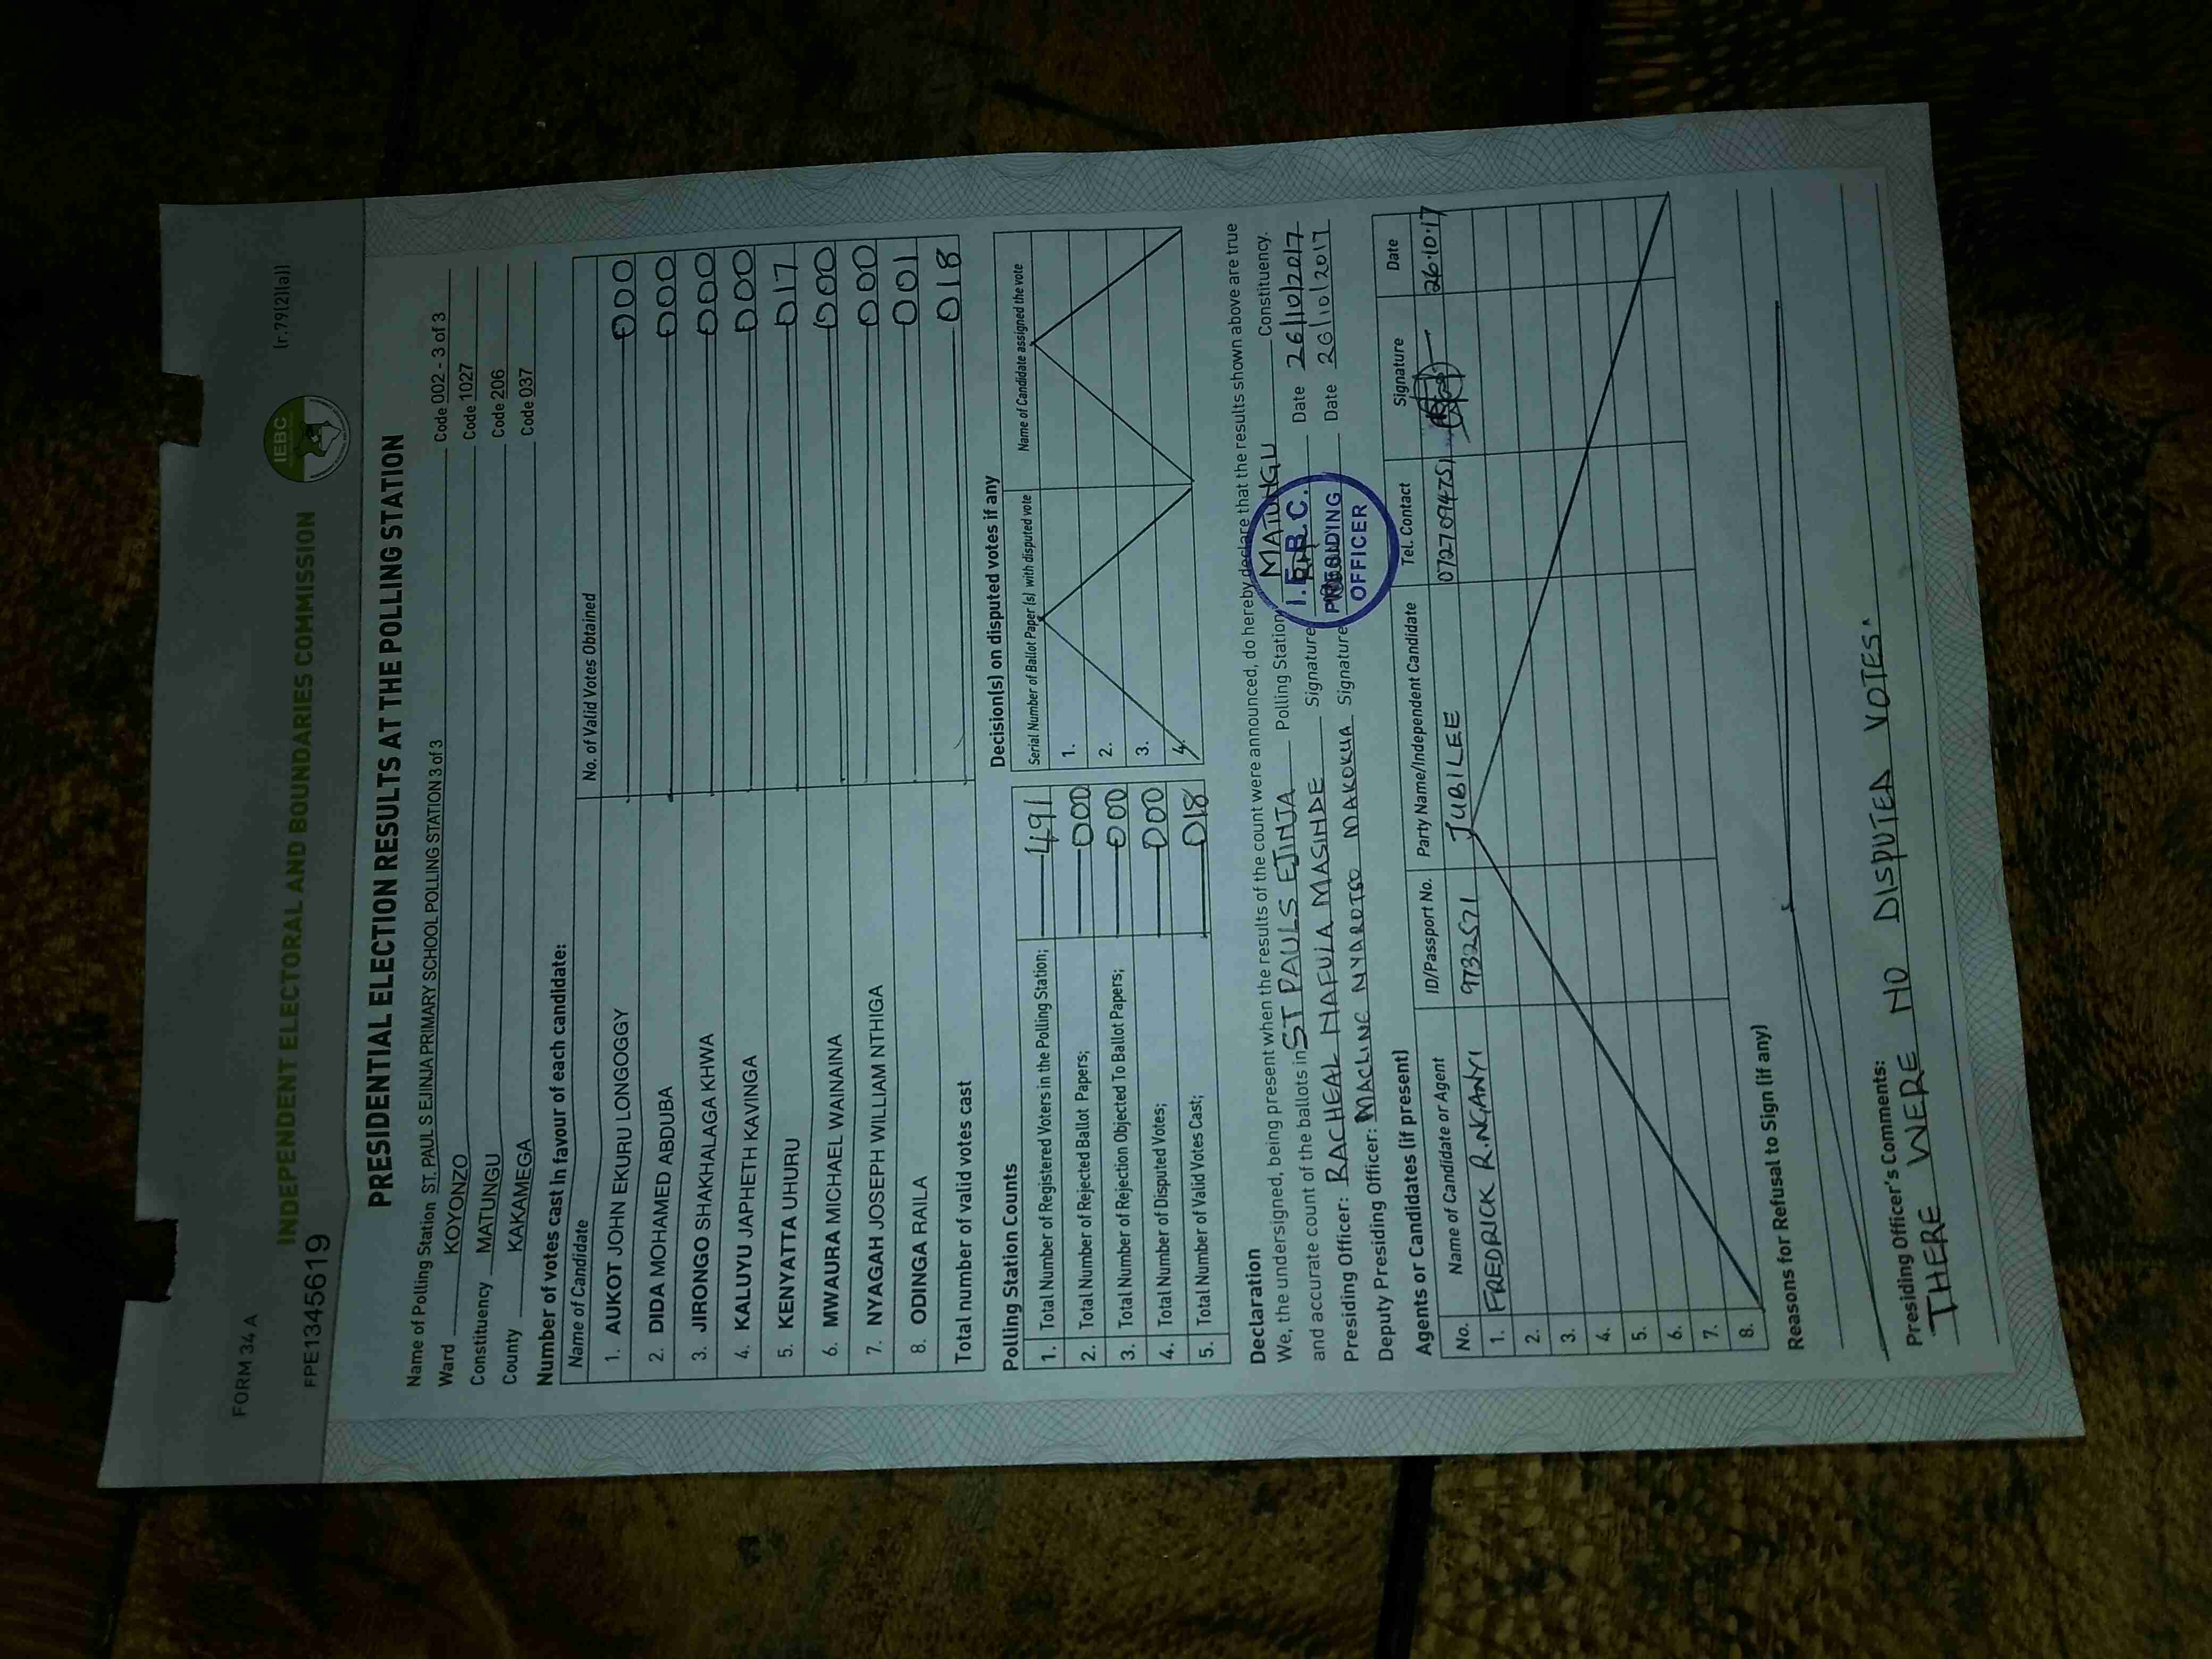 FORM 34 A
[r.79(2)(a)]
INDEPENDENT ELECTORAL AND BOUNDARIES COMMISSION
IEBC
FPE1345619
PRESIDENTIAL ELECTION RESULTS AT THE POLLING STATION
Name of Polling Station ST. PAUL S EJINJA PRIMARY SCHOOL POLLING STATION 3 of 3 Code 002 - 3 of 3
Ward KOYONZO Code 1027
Constituency MATUNGU Code 206
County KAKAMEGA Code 037
Number of votes cast in favour of each candidate:
Name of Candidate No. of Valid Votes Obtained
1. AUKOT JOHN EKURU LONGOGGY 000
2. DIDA MOHAMED ABDUBA 000
3. JIRONGO SHAKHALAGA KHWA 000
4. KALUYU JAPHETH KAVINGA 000
5. KENYATTA UHURU 017
6. MWAURA MICHAEL WAINAINA 000
7. NYAGAH JOSEPH WILLIAM NTHIGA 000
8. ODINGA RAILA 001
Total number of valid votes cast 018
Polling Station Counts
1. Total Number of Registered Voters in the Polling Station; 491
2. Total Number of Rejected Ballot Papers; 000
3. Total Number of Rejection Objected To Ballot Papers; 000
4. Total Number of Disputed Votes; 000
5. Total Number of Valid Votes Cast; 018
Decision(s) on disputed votes if any
Serial Number of Ballot Paper (s) with disputed vote Name of Candidate assigned the vote
1.
2.
3.
4.
Declaration
We, the undersigned, being present when the results of the count were announced, do hereby declare that the results shown above are true
and accurate count of the ballots in ST PAULS EJINJA Polling Station MATUNGU Constituency.
Presiding Officer: RACHEAL NAFULA MASINDE Signature Date 26/10/2017
Deputy Presiding Officer: MACLINE NYAROTSO MAKOKHA Signature Date 26/10/2017
I.E.B.C.
PRESIDING
OFFICER
Agents or Candidates (if present)
No. Name of Candidate or Agent ID/Passport No. Party Name/Independent Candidate Tel. Contact Signature Date
1. FREDRICK R.NGANYI 9732571 JUBILEE 0727094751 26.10.17
2.
3.
4.
5.
6.
7.
8.
Reasons for Refusal to Sign (if any)
Presiding Officer's Comments:
THERE WERE NO DISPUTED VOTES.